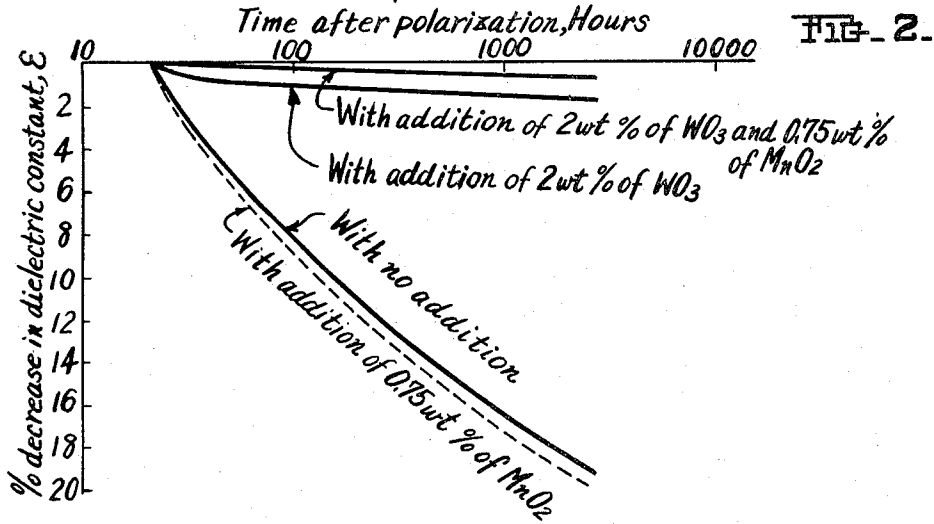 Time after polarization, Hours
FIG_2_
10
100
1000
10000
% decrease in dielectric constant, Ɛ
2
4
6
8
10
12
14
16
18
20
With addition of 2wt % of WO3 and 0.75wt %
of MnO2
With addition of 2wt % of WO3
With no addition
With addition of 0.75wt % of MnO2